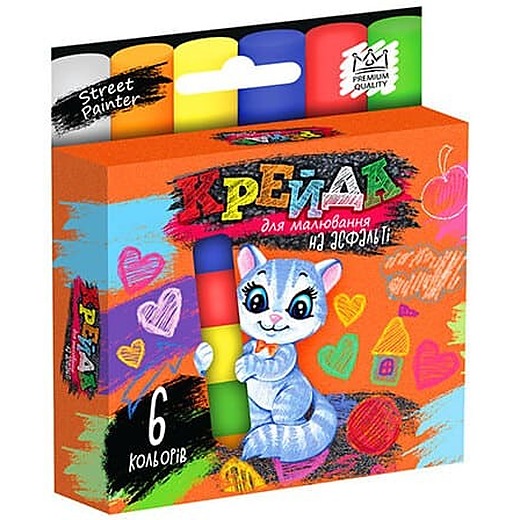 Street
Painter
PREMIUM
QUALITY
КРЕЙДА
для малювання
на асфальті
КРЕЙДА
6
кольорів